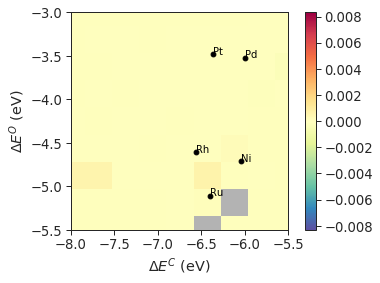 −3.0
−3.5
−4.0
−4.5
−5.0
−5.5
ΔE^O (eV)
Pt
Pd
Rh
Ni
Ru
−8.0 −7.5 −7.0 −6.5 −6.0 −5.5
ΔE^C (eV)
0.008
0.006
0.004
0.002
0.000
−0.002
−0.004
−0.006
−0.008